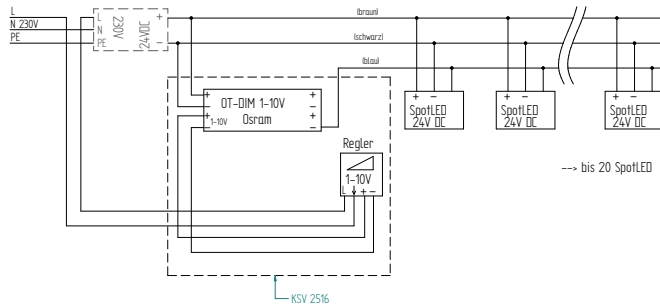 L
N 230V
PE
L
N
PE
230V
24VDC
+
−
(braun)
(schwarz)
(blau)
+ OT-DIM 1-10V +
− Osram −
+ 1-10V +
− −
Regler
1-10V
L + −
+ −
SpotLED
24V DC
+ −
SpotLED
24V DC
+ −
SpotLED
24V DC
--> bis 20 SpotLED
KSV 2516